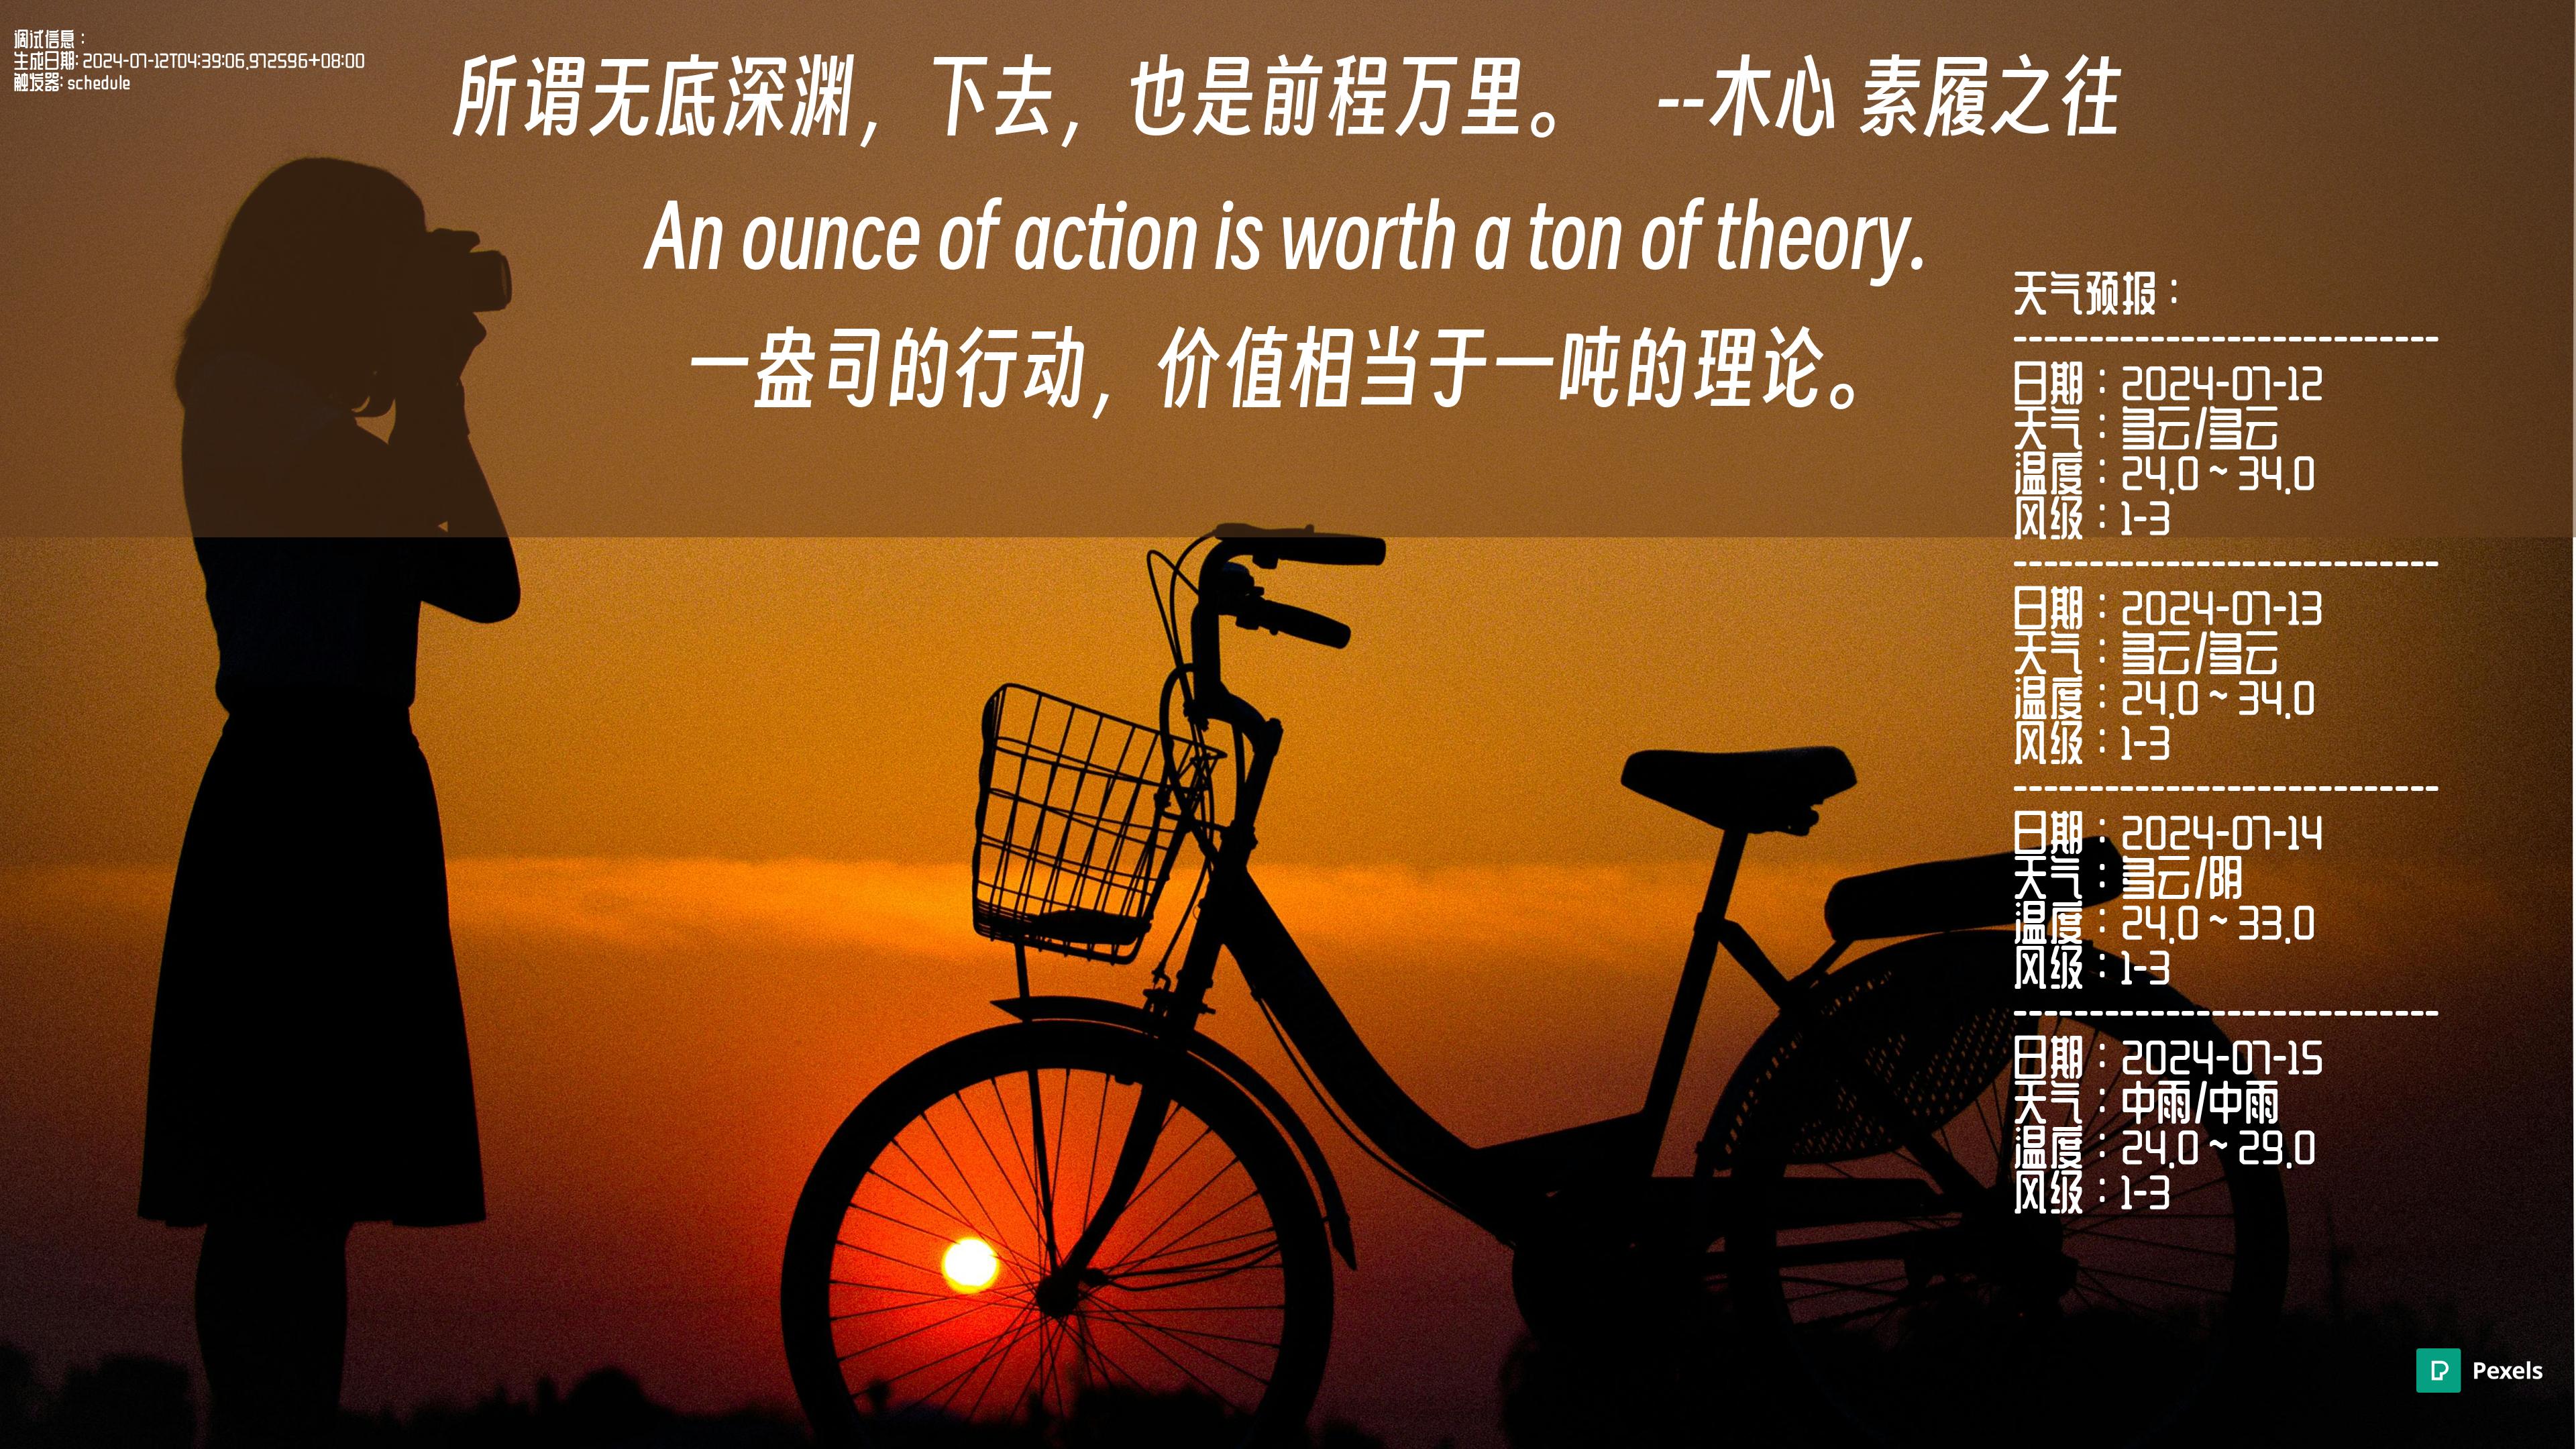 调试信息：
生成日期: 2024-07-12T04:39:06.972596+08:00
触发器: schedule
所谓无底深渊，下去，也是前程万里。 --木心 素履之往
An ounce of action is worth a ton of theory.
一盎司的行动，价值相当于一吨的理论。
天气预报：
---------------------------
日期：2024-07-12
天气：多云/多云
温度：24.0 ~ 34.0
风级：1-3
---------------------------
日期：2024-07-13
天气：多云/多云
温度：24.0 ~ 34.0
风级：1-3
---------------------------
日期：2024-07-14
天气：多云/阴
温度：24.0 ~ 33.0
风级：1-3
---------------------------
日期：2024-07-15
天气：中雨/中雨
温度：24.0 ~ 29.0
风级：1-3
Pexels